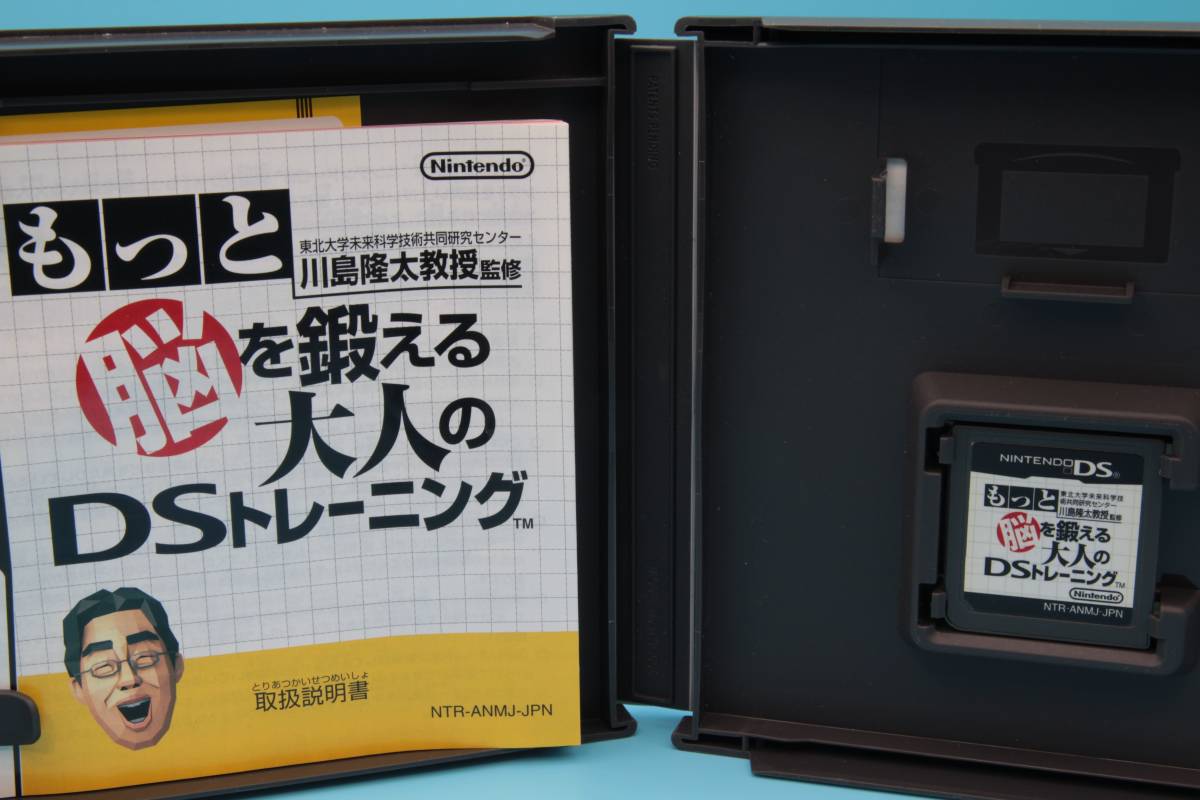 Nintendo®
もっと
東北大学未来科学技術共同研究センター
川島隆太教授監修
脳を鍛える
大人の
DSトレーニング™
とりあつかいせつめいしょ
取扱説明書
NTR-ANMJ-JPN
PATENTS PENDING
NINTENDO DS®
もっと
東北大学未来科学技
術共同研究センター
川島隆太教授監修
脳を鍛える
大人の
DSトレーニング™
Nintendo®
NTR-ANMJ-JPN